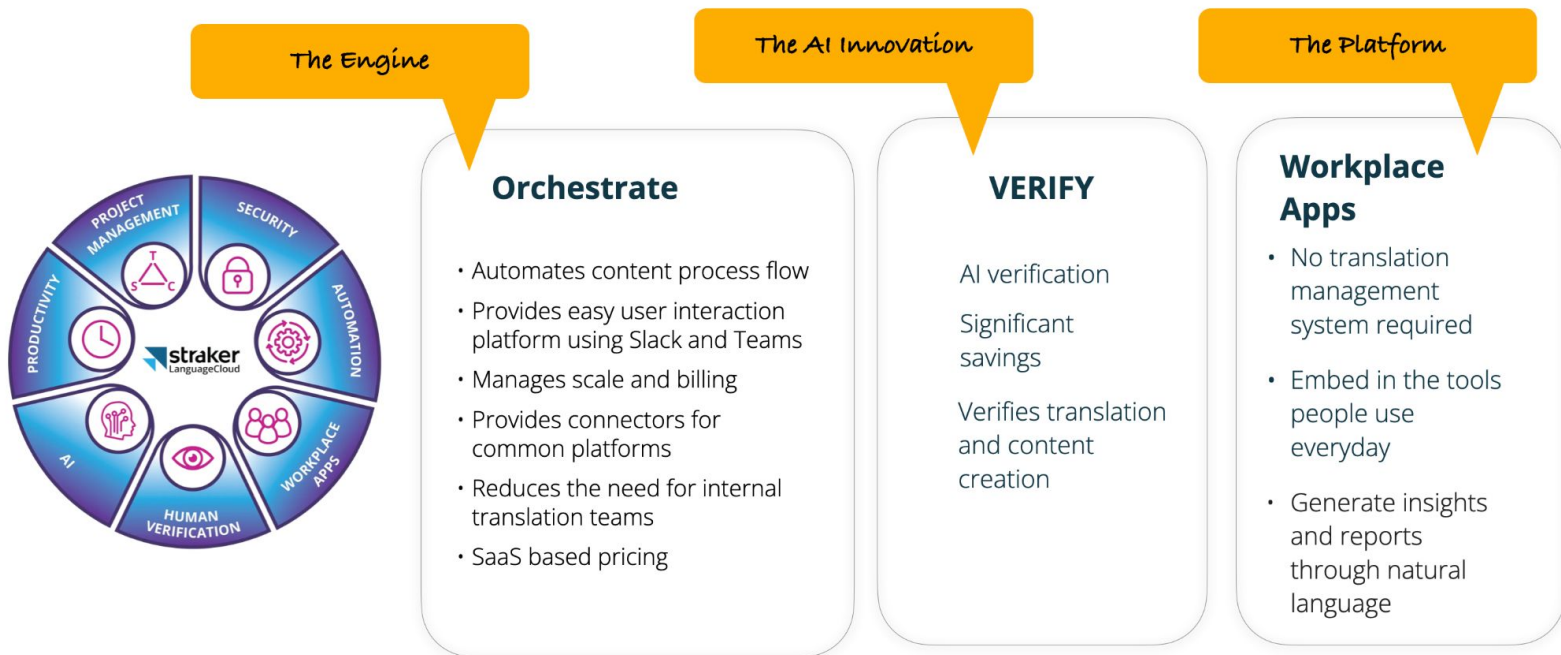 The Engine
The AI Innovation
The Platform
PROJECT
MANAGEMENT
SECURITY
PRODUCTIVITY
AUTOMATION
AI
WORKPLACE
APPS
HUMAN
VERIFICATION
T
S
C
straker
LanguageCloud
Orchestrate
• Automates content process flow
• Provides easy user interaction
platform using Slack and Teams
• Manages scale and billing
• Provides connectors for
common platforms
• Reduces the need for internal
translation teams
• SaaS based pricing
VERIFY
AI verification
Significant
savings
Verifies translation
and content
creation
Workplace
Apps
• No translation
management
system required
• Embed in the tools
people use
everyday
• Generate insights
and reports
through natural
language